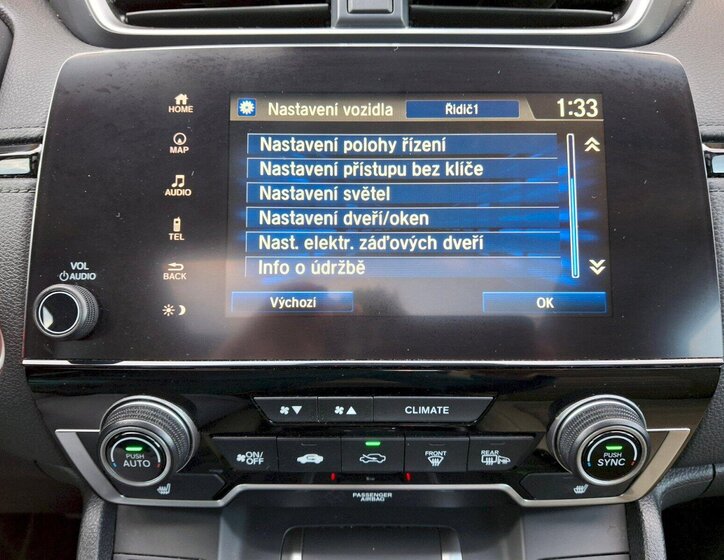 HOME
MAP
AUDIO
TEL
BACK
VOL
AUDIO
Nastavení vozidla
Řidič1
1:33
Nastavení polohy řízení
Nastavení přístupu bez klíče
Nastavení světel
Nastavení dveří/oken
Nast. elektr. záďových dveří
Info o údržbě
Výchozí
OK
CLIMATE
PUSH
AUTO
ON/
OFF
FRONT
REAR
PUSH
SYNC
PASSENGER
AIRBAG